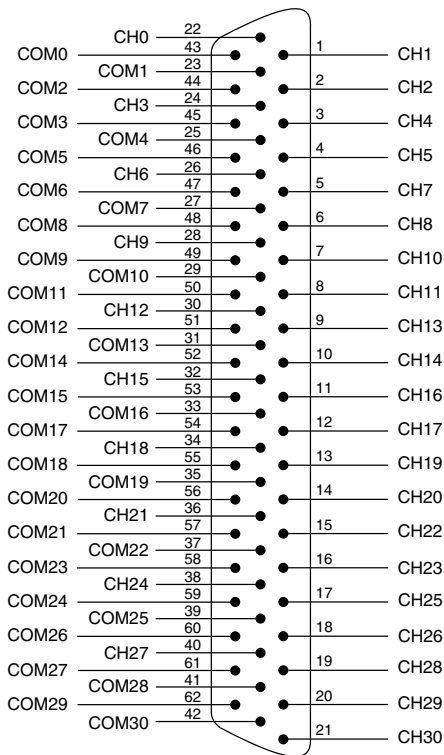 CH0 22
COM0 43 1 CH1
COM1 23
COM2 44 2 CH2
CH3 24
COM3 45 3 CH4
COM4 25
COM5 46 4 CH5
CH6 26
COM6 47 5 CH7
COM7 27
COM8 48 6 CH8
CH9 28
COM9 49 7 CH10
COM10 29
COM11 50 8 CH11
CH12 30
COM12 51 9 CH13
COM13 31
COM14 52 10 CH14
CH15 32
COM15 53 11 CH16
COM16 33
COM17 54 12 CH17
CH18 34
COM18 55 13 CH19
COM19 35
COM20 56 14 CH20
CH21 36
COM21 57 15 CH22
COM22 37
COM23 58 16 CH23
CH24 38
COM24 59 17 CH25
COM25 39
COM26 60 18 CH26
CH27 40
COM27 61 19 CH28
COM28 41
COM29 62 20 CH29
COM30 42
21 CH30